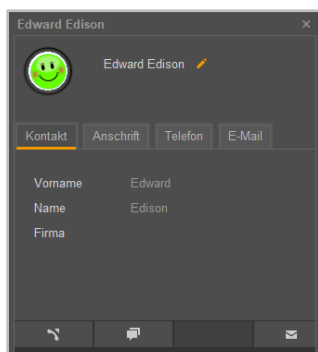 Edward Edison
Edward Edison
Kontakt Anschrift Telefon E-Mail
Vorname Edward
Name Edison
Firma